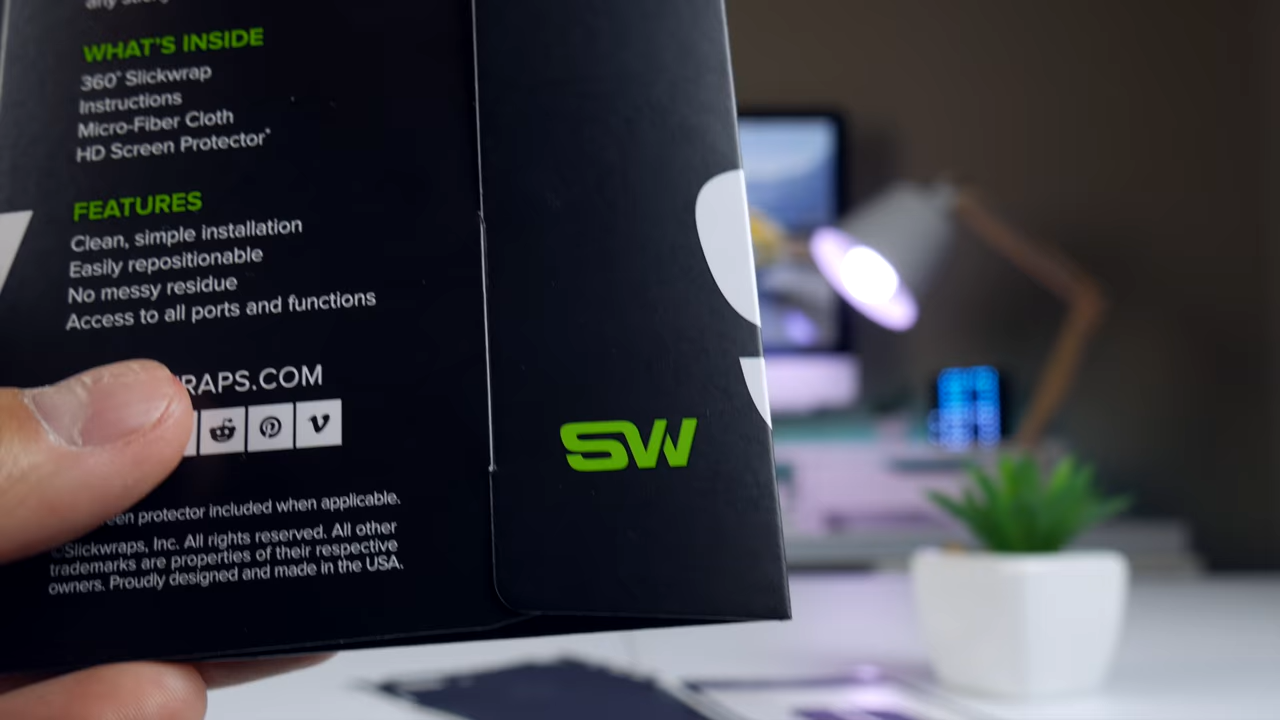 any
WHAT'S INSIDE
360° Slickwrap
Instructions
Micro-Fiber Cloth
HD Screen Protector*
FEATURES
Clean, simple installation
Easily repositionable
No messy residue
Access to all ports and functions
RAPS.COM
een protector included when applicable.
©Slickwraps, Inc. All rights reserved. All other
trademarks are properties of their respective
owners. Proudly designed and made in the USA.
SW